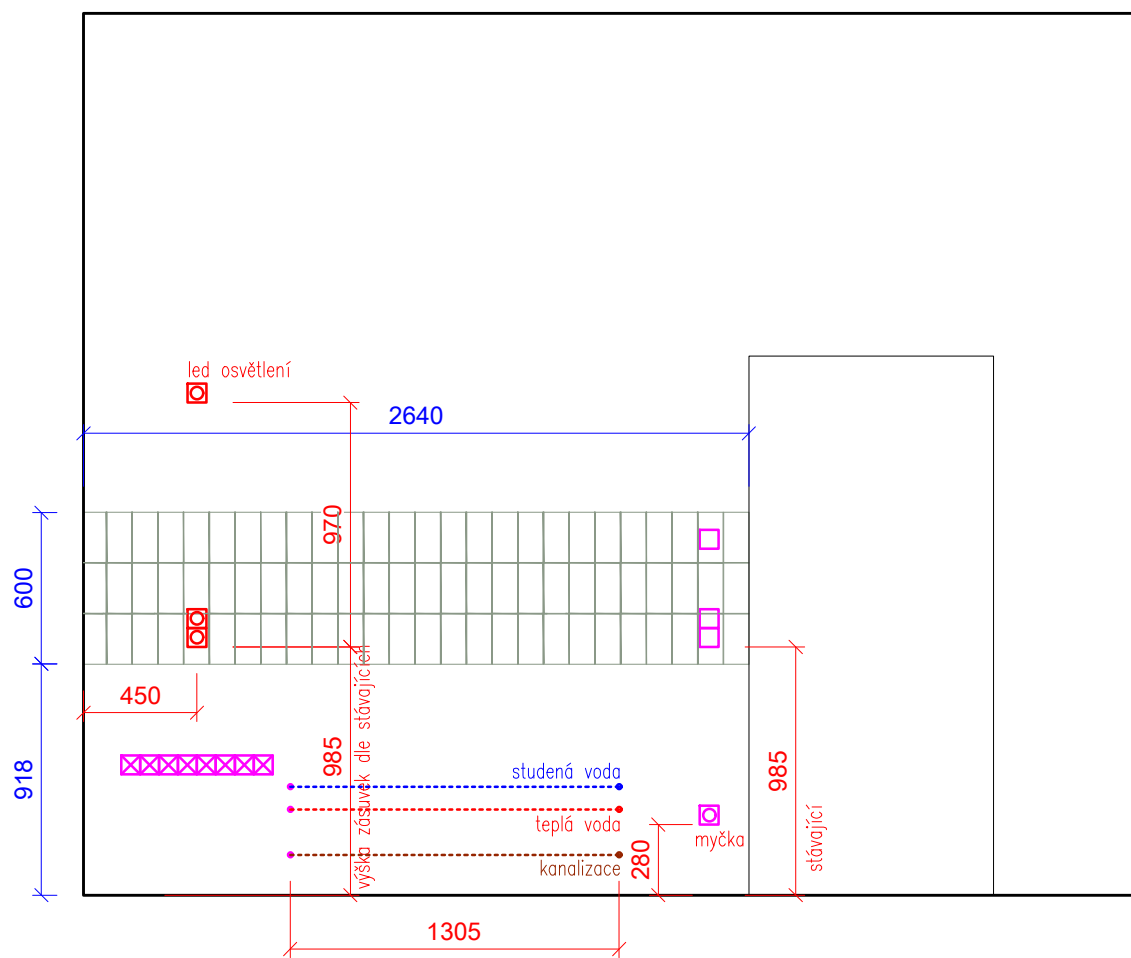 led osvětlení
2640
970
600
450
918
985
výška zásuvek dle stávajících
studená voda
teplá voda
kanalizace
280
myčka
985
stávající
1305